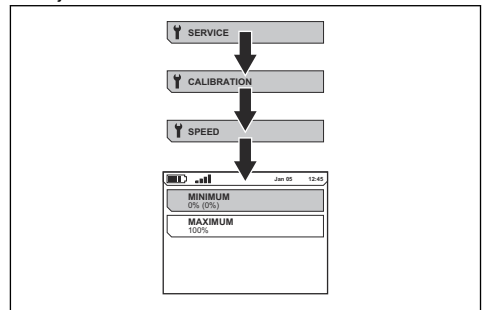 SERVICE
CALIBRATION
SPEED
Jan 05 12:45
MINIMUM
0% (0%)
MAXIMUM
100%